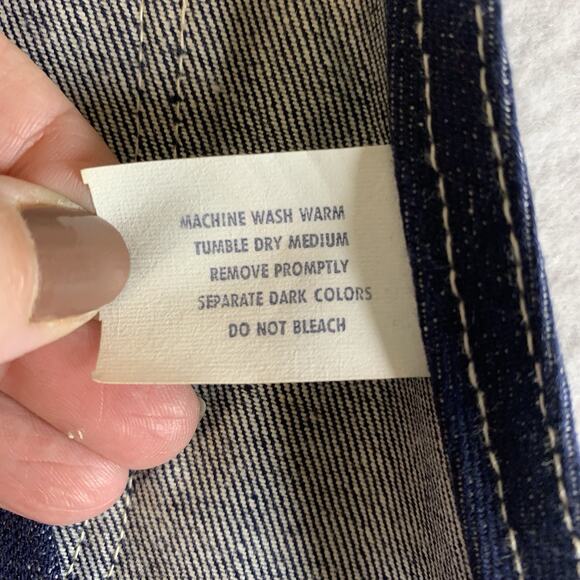 MACHINE WASH WARM
TUMBLE DRY MEDIUM
REMOVE PROMPTLY
SEPARATE DARK COLORS
DO NOT BLEACH